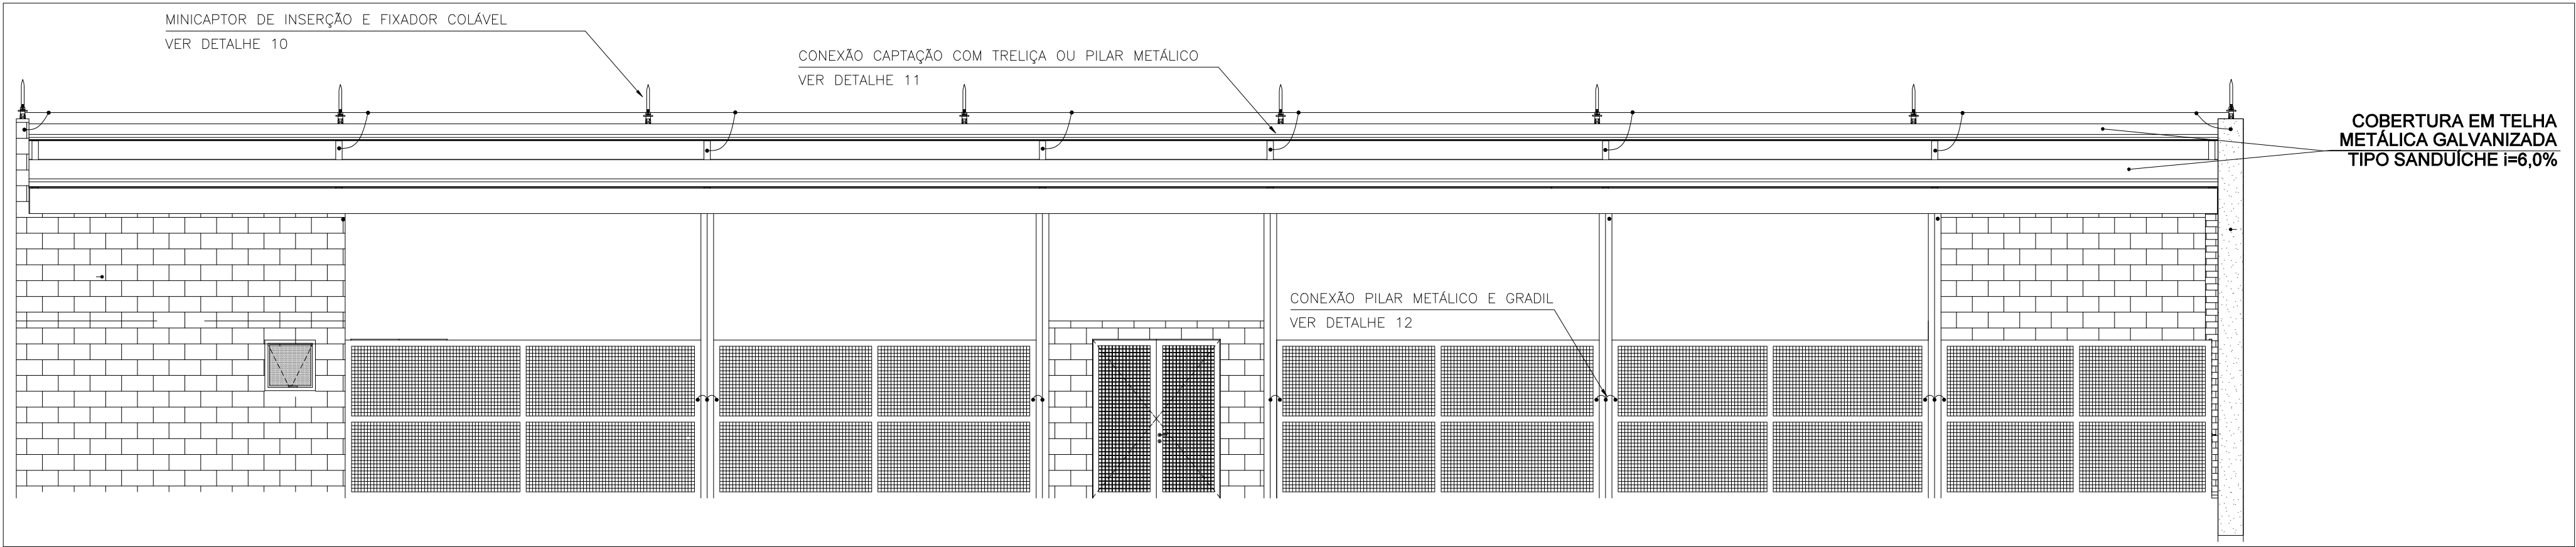 MINICAPTOR DE INSERÇÃO E FIXADOR COLÁVEL
VER DETALHE 10
CONEXÃO CAPTAÇÃO COM TRELIÇA OU PILAR METÁLICO
VER DETALHE 11
COBERTURA EM TELHA
METÁLICA GALVANIZADA
TIPO SANDUÍCHE i=6,0%
CONEXÃO PILAR METÁLICO E GRADIL
VER DETALHE 12